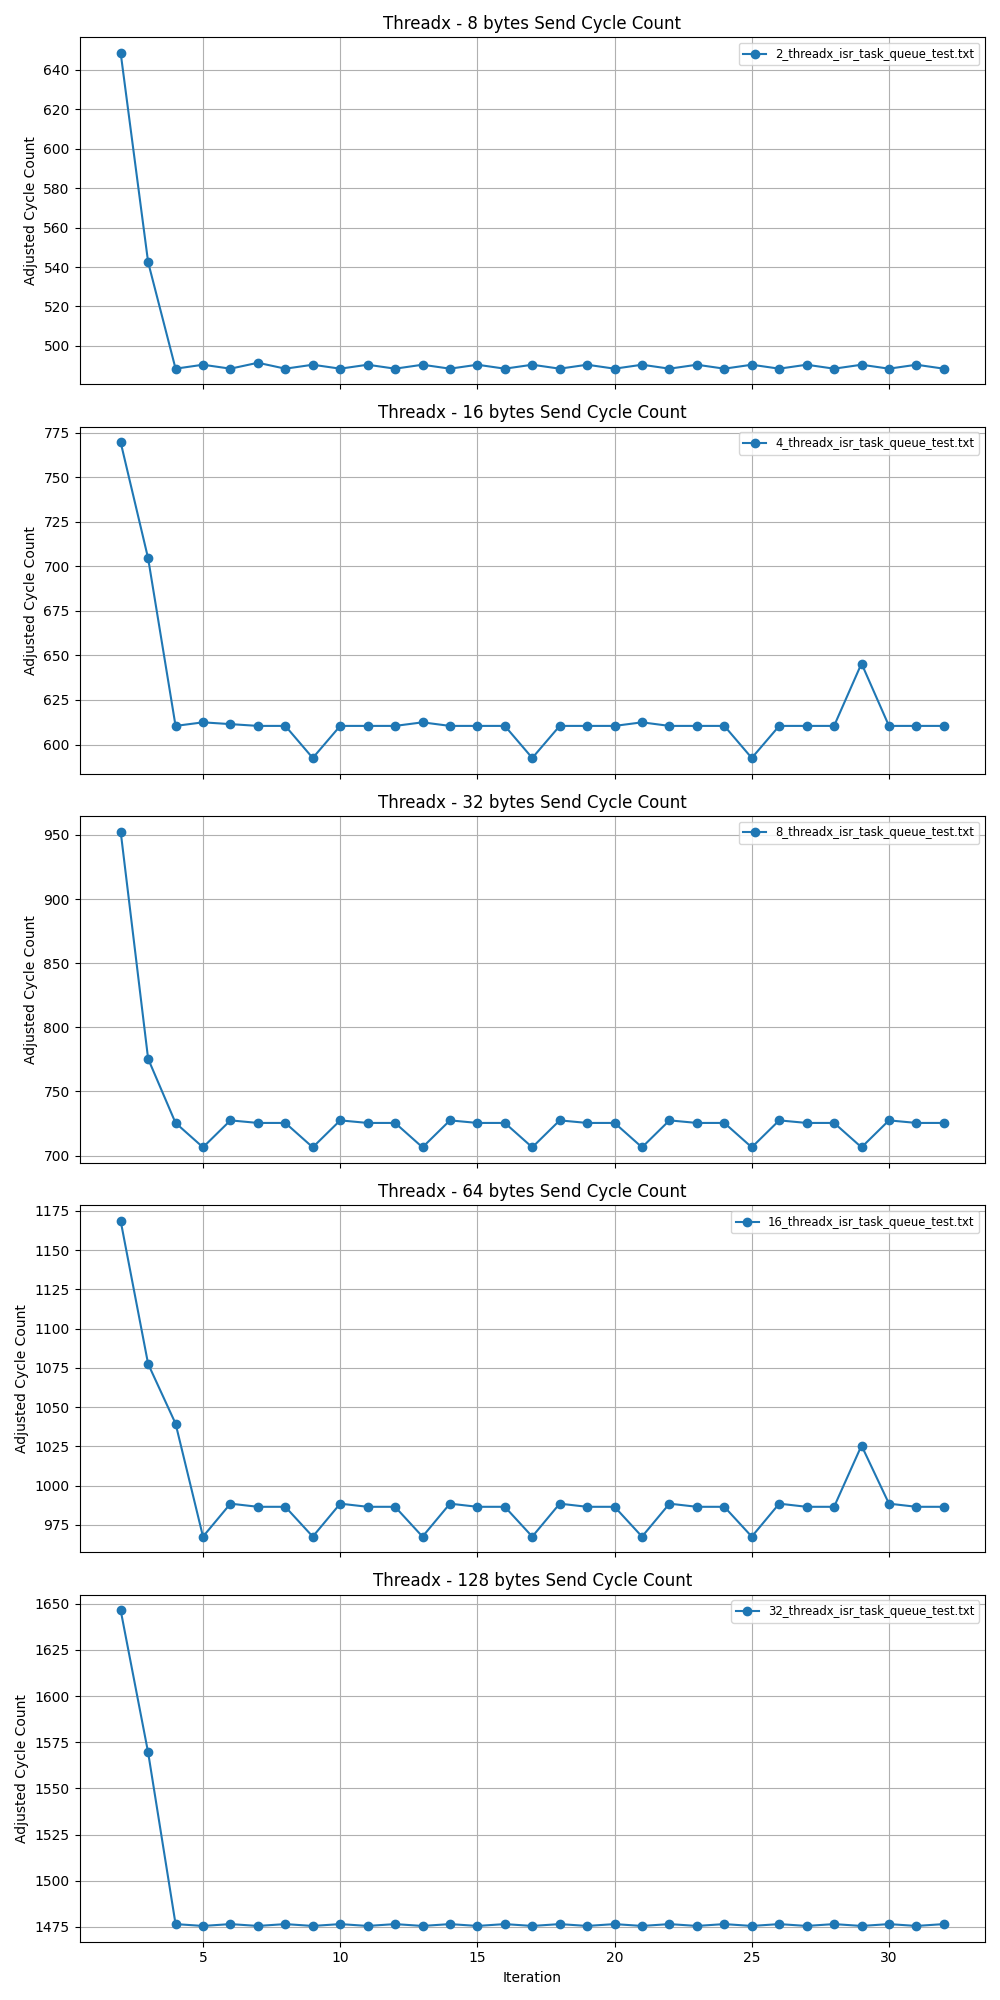 Threadx - 8 bytes Send Cycle Count
2_threadx_isr_task_queue_test.txt
640
620
600
580
560
540
520
500
Adjusted Cycle Count
Threadx - 16 bytes Send Cycle Count
4_threadx_isr_task_queue_test.txt
775
750
725
700
675
650
625
600
Adjusted Cycle Count
Threadx - 32 bytes Send Cycle Count
8_threadx_isr_task_queue_test.txt
950
900
850
800
750
700
Adjusted Cycle Count
Threadx - 64 bytes Send Cycle Count
16_threadx_isr_task_queue_test.txt
1175
1150
1125
1100
1075
1050
1025
1000
975
Adjusted Cycle Count
Threadx - 128 bytes Send Cycle Count
32_threadx_isr_task_queue_test.txt
1650
1625
1600
1575
1550
1525
1500
1475
Adjusted Cycle Count
5 10 15 20 25 30
Iteration